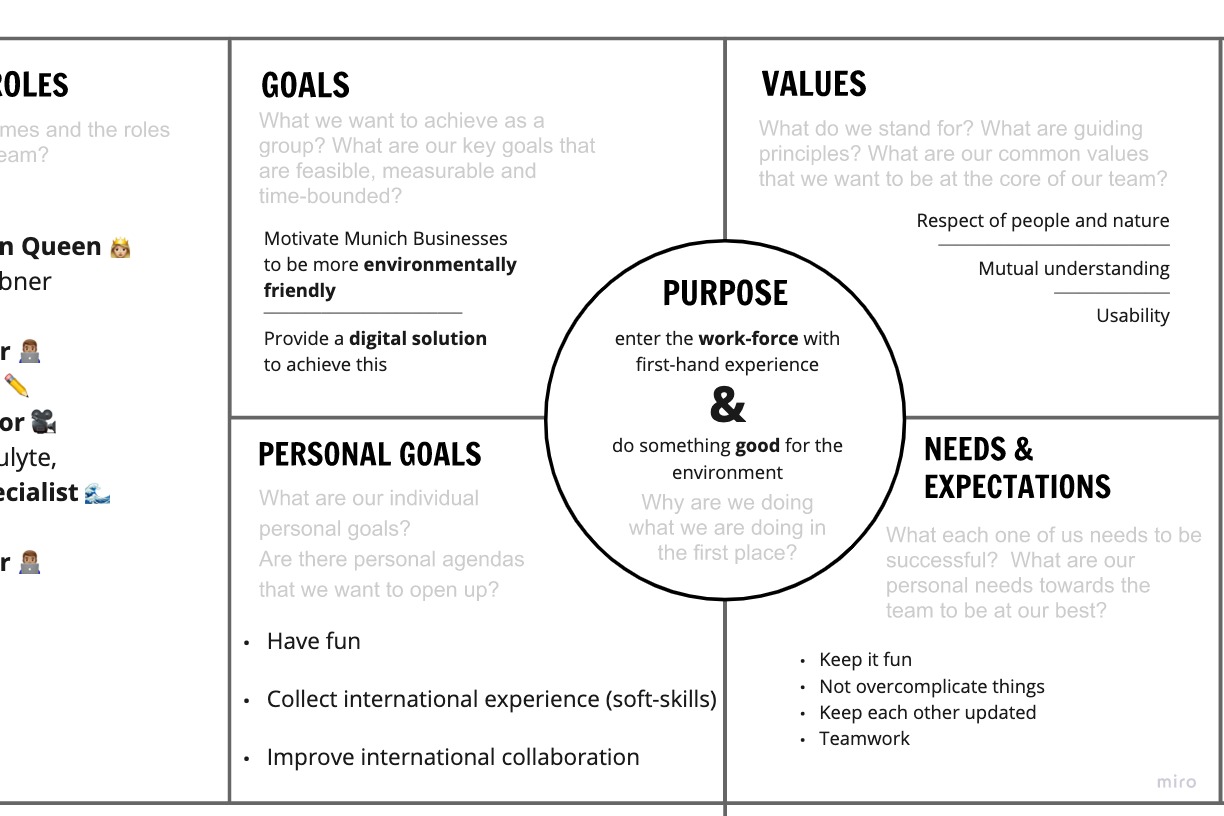 ROLES
mes and the roles
eam?
n Queen 👸🏼
bner
r 👨🏽‍💻
✏️
or 🎥
ulyte,
ecialist 🌊
r 👨🏽‍💻
GOALS
What we want to achieve as a
group? What are our key goals that
are feasible, measurable and
time-bounded?
Motivate Munich Businesses
to be more environmentally
friendly
Provide a digital solution
to achieve this
VALUES
What do we stand for? What are guiding
principles? What are our common values
that we want to be at the core of our team?
Respect of people and nature
Mutual understanding
Usability
PURPOSE
enter the work-force with
first-hand experience
&
do something good for the
environment
Why are we doing
what we are doing in
the first place?
PERSONAL GOALS
What are our individual
personal goals?
Are there personal agendas
that we want to open up?
• Have fun
• Collect international experience (soft-skills)
• Improve international collaboration
NEEDS &
EXPECTATIONS
What each one of us needs to be
successful?  What are our
personal needs towards the
team to be at our best?
• Keep it fun
• Not overcomplicate things
• Keep each other updated
• Teamwork
miro